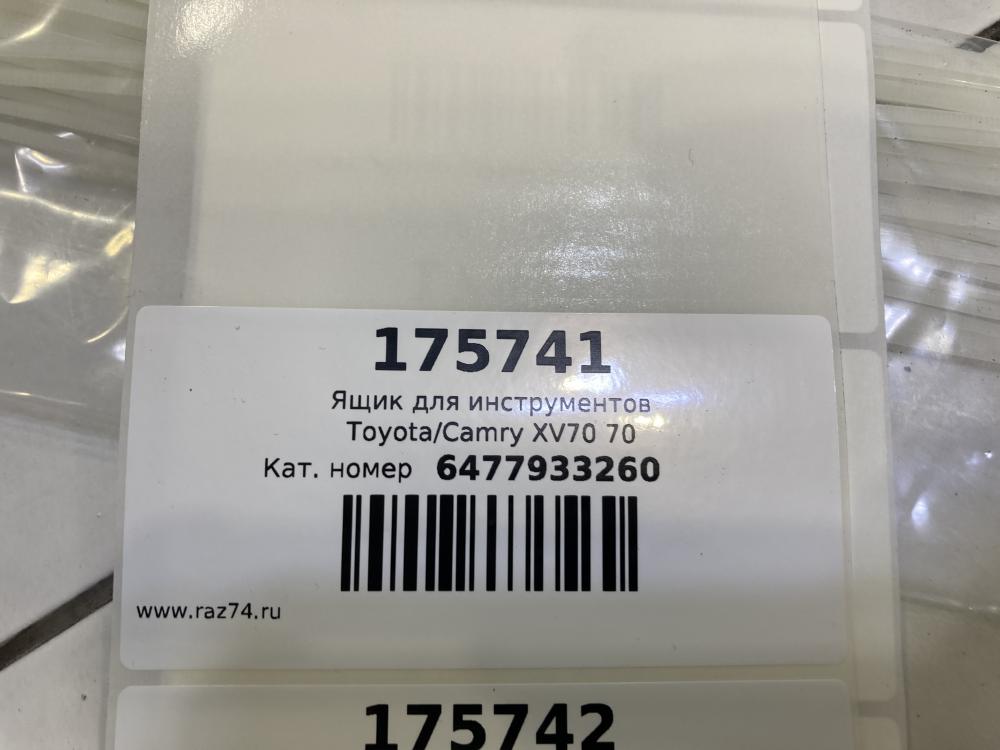 175741
Ящик для инструментов
Toyota/Camry XV70 70
Кат. номер 6477933260
www.raz74.ru
175742